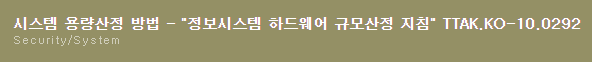 시스템 용량산정 방법 - "정보시스템 하드웨어 규모산정 지침" TTAK.KO-10.0292
Security/System